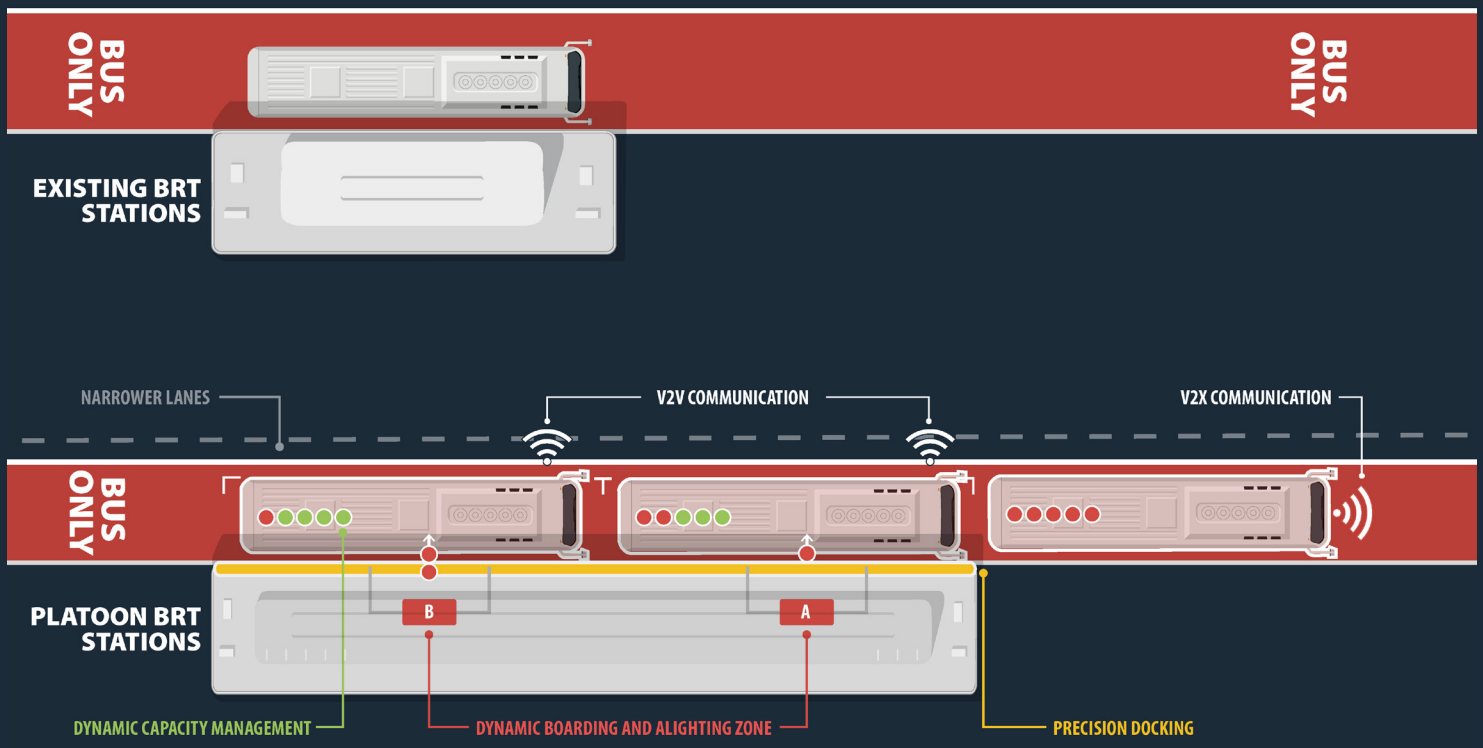 BUS
ONLY
BUS
ONLY
EXISTING BRT
STATIONS
NARROWER LANES
V2V COMMUNICATION
V2X COMMUNICATION
BUS
ONLY
B
A
PLATOON BRT
STATIONS
DYNAMIC CAPACITY MANAGEMENT
DYNAMIC BOARDING AND ALIGHTING ZONE
PRECISION DOCKING